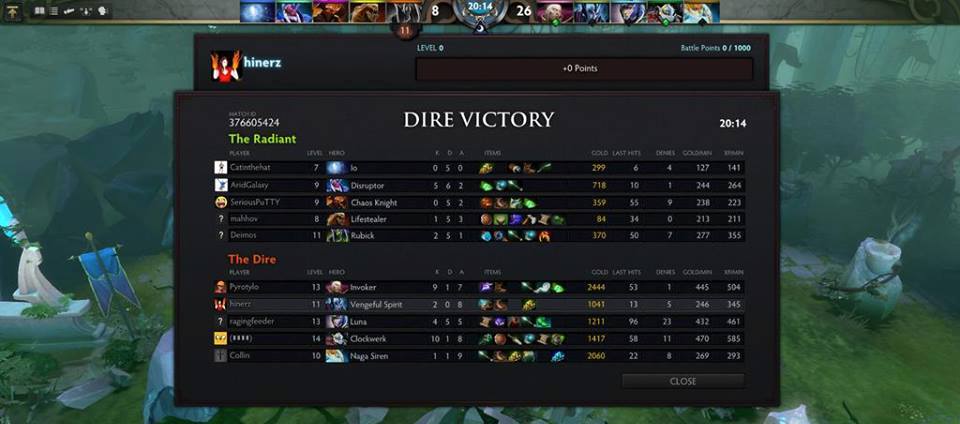 8 20:14 26
11
hinerz
LEVEL 0 Battle Points 0 / 1000
+0 Points
MATCH ID
376605424
DIRE VICTORY
20:14
The Radiant
PLAYER LEVEL HERO K D A ITEMS GOLD LAST HITS DENIES GOLD/MIN XP/MIN
Catinthehat 7 Io 0 5 0 299 6 4 127 141
AridGalaxy 9 Disruptor 5 6 2 718 10 1 244 264
SeriousPuTTY 9 Chaos Knight 0 5 2 359 55 9 238 223
? mahhov 8 Lifestealer 1 5 3 84 34 0 213 211
? Deimos 11 Rubick 2 5 1 370 50 7 277 355
The Dire
PLAYER LEVEL HERO K D A ITEMS GOLD LAST HITS DENIES GOLD/MIN XP/MIN
Pyrotylo 13 Invoker 9 1 7 2444 53 1 445 504
hinerz 11 Vengeful Spirit 2 0 8 1041 13 5 246 345
? ragingfeeder 13 Luna 4 5 5 1211 96 23 432 461
14 Clockwerk 10 1 8 1417 58 11 470 585
Collin 10 Naga Siren 1 1 9 2060 22 8 269 293
CLOSE